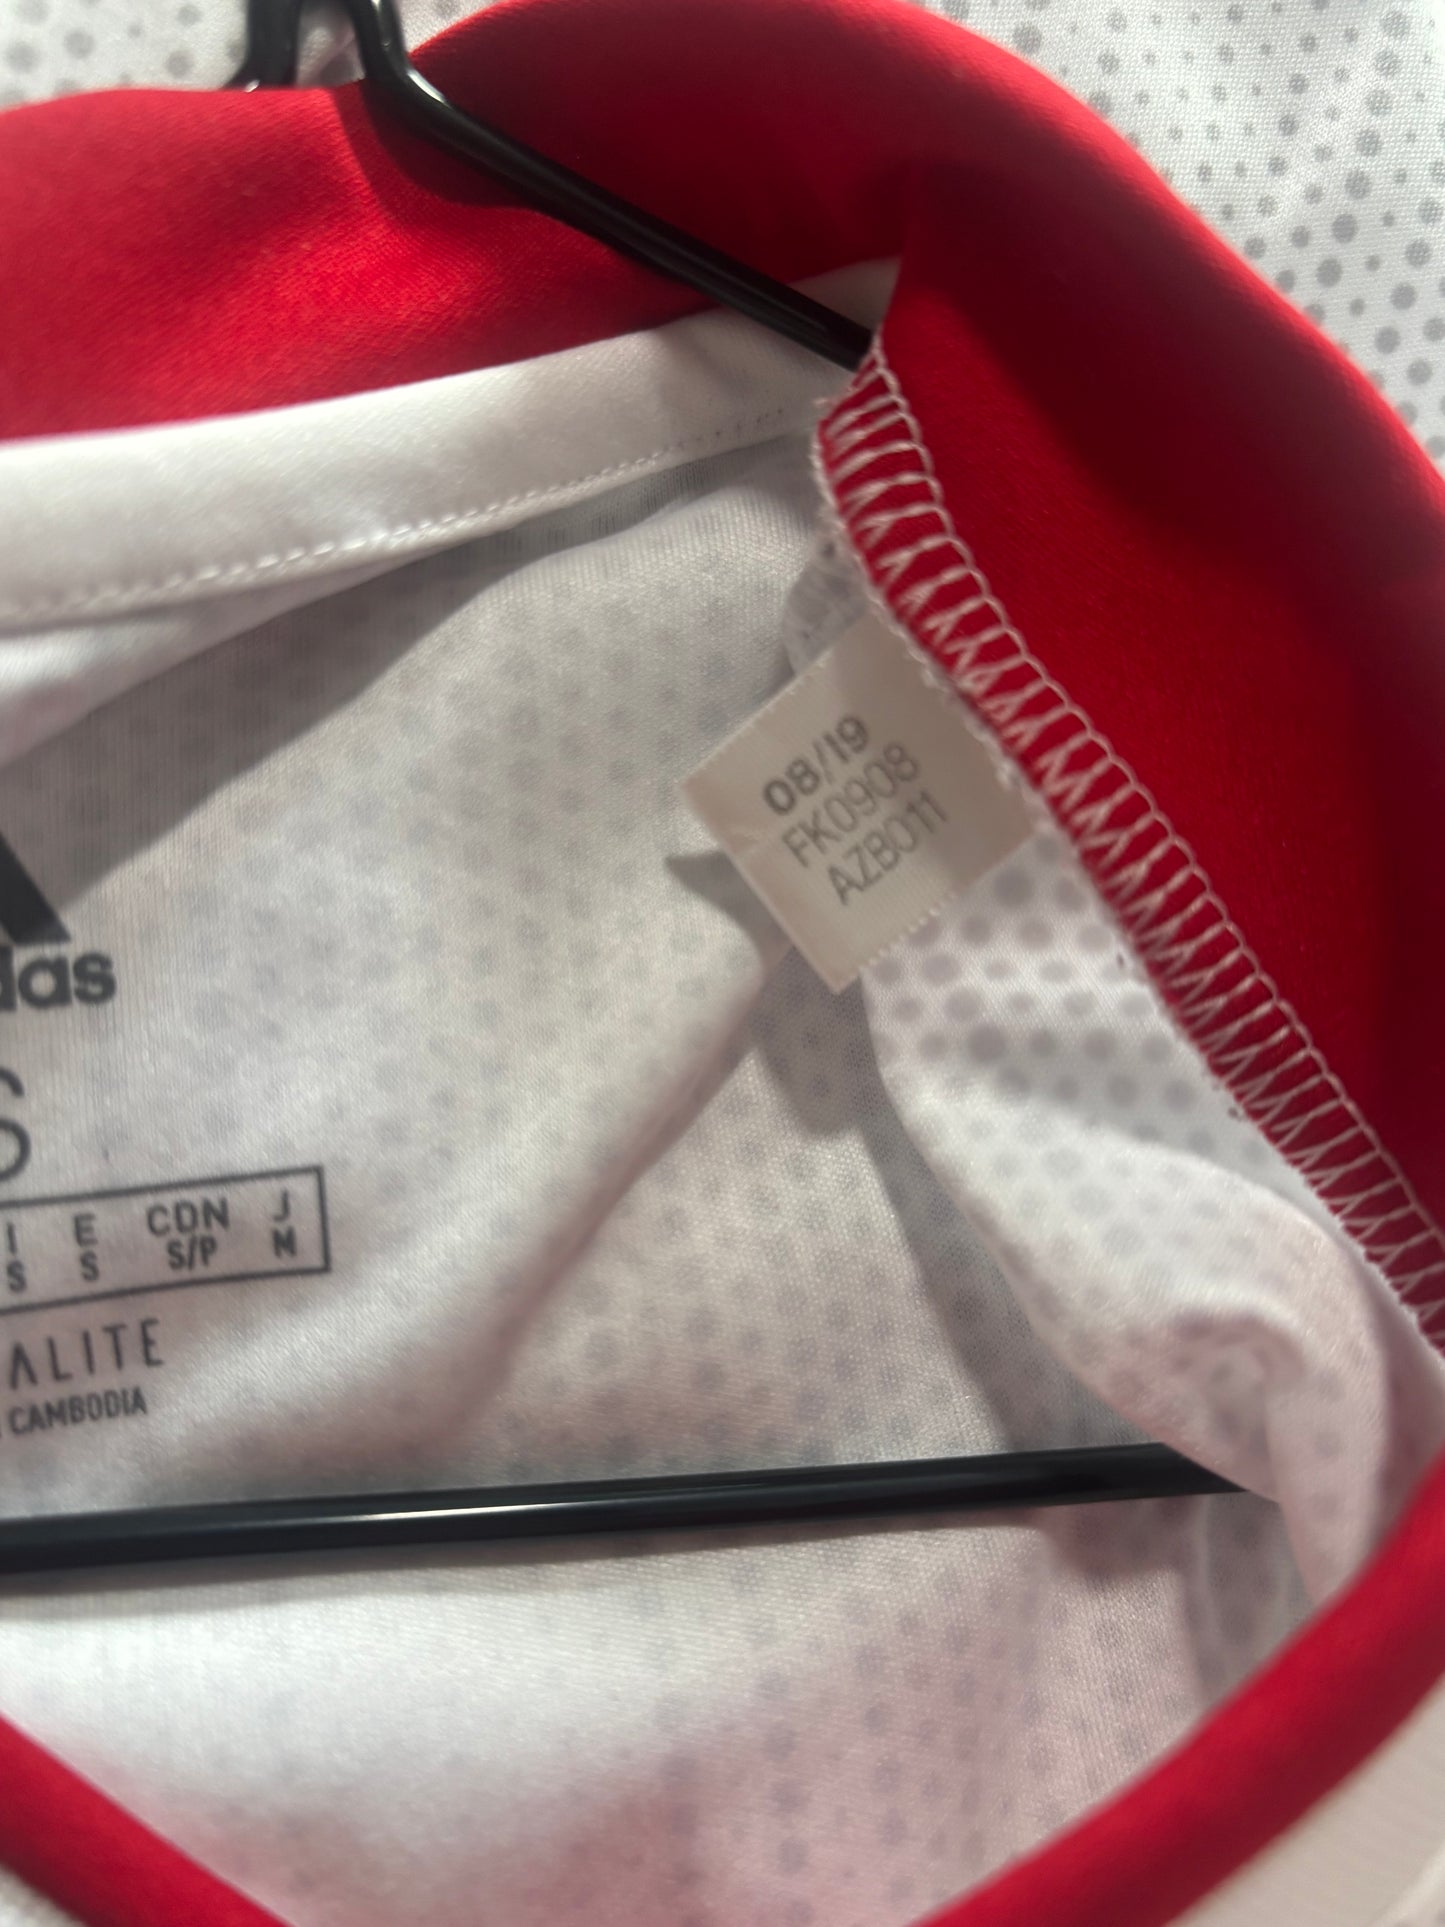 08/19
FK0908
AZB011
das
S
I E CDN J
S S S/P M
ALITE
CAMBODIA